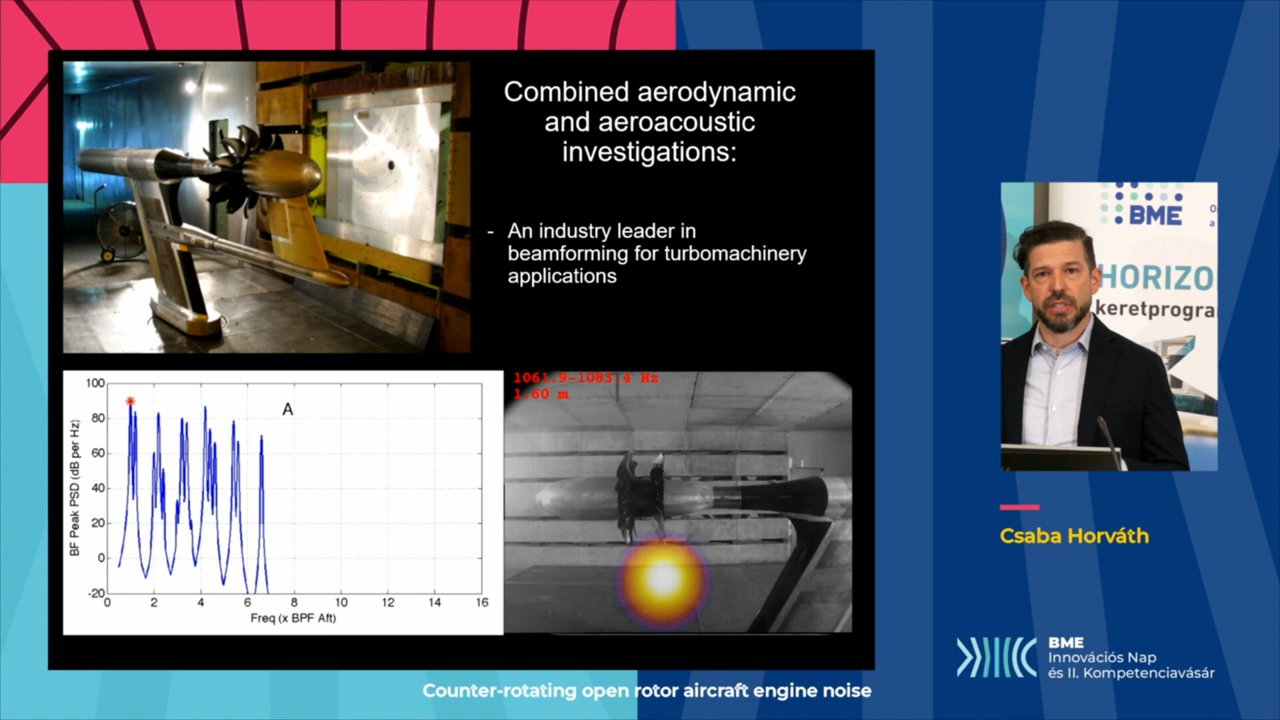 Combined aerodynamic
and aeroacoustic
investigations:
- An industry leader in
beamforming for turbomachinery
applications
BF Peak PSD (dB per Hz)
100
80
60
40
20
0
-20
A
0 2 4 6 8 10 12 14 16
Freq (x BPF Aft)
1061.9-1083.4 Hz
1.60 m
BME
HORIZO
keretprogra
Csaba Horváth
BME
Innovációs Nap
és II. Kompetenciavásár
Counter-rotating open rotor aircraft engine noise